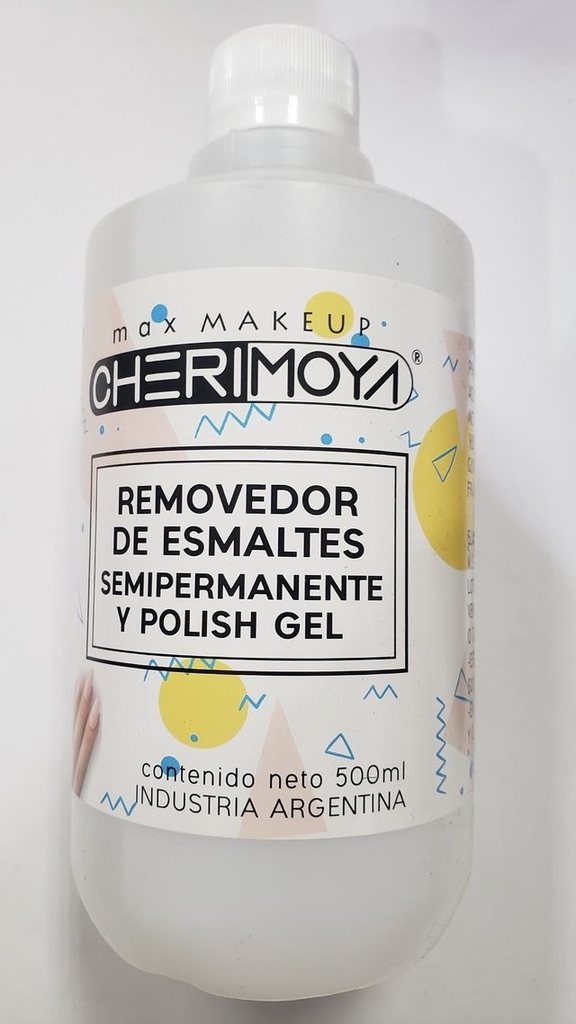 max MAKEUP
CHERIMOYA®
REMOVEDOR
DE ESMALTES
SEMIPERMANENTE
Y POLISH GEL
contenido neto 500ml
INDUSTRIA ARGENTINA